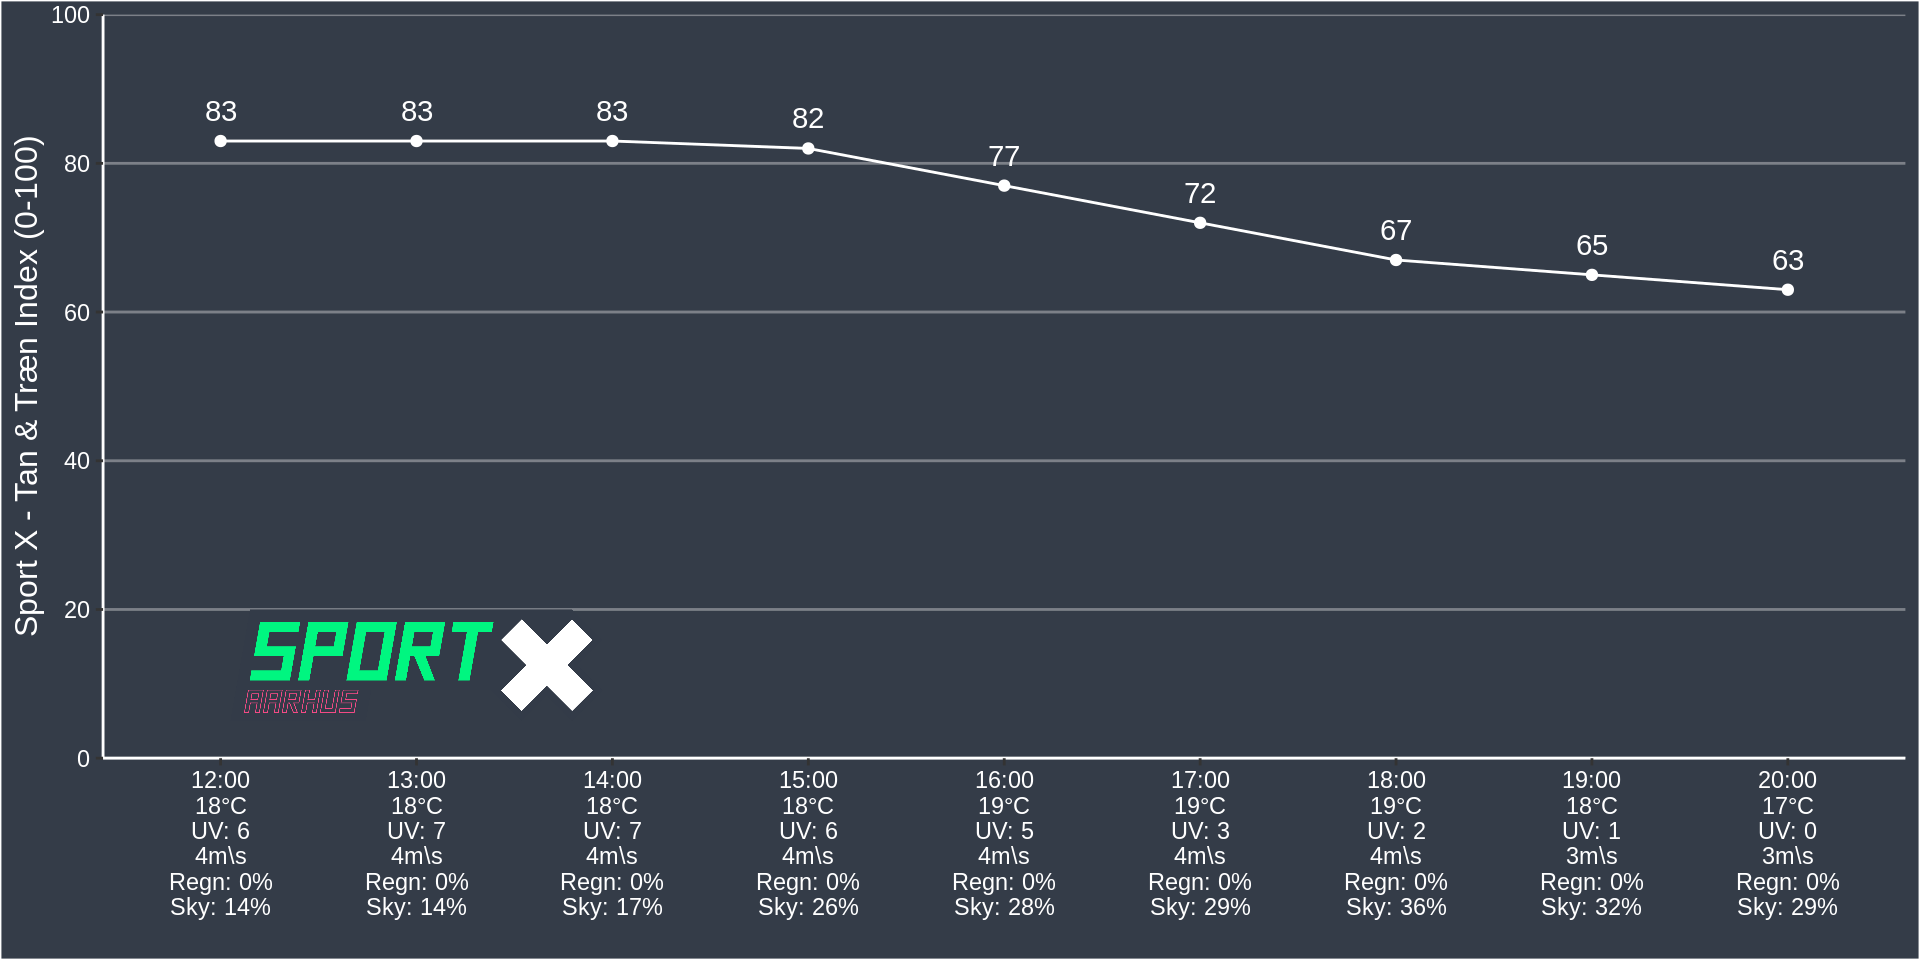 Sport X - Tan & Træn Index (0-100)
100
80
60
40
20
0
83 83 83 82 77 72 67 65 63
SPORT X
AARHUS
12:00 13:00 14:00 15:00 16:00 17:00 18:00 19:00 20:00
18°C 18°C 18°C 18°C 19°C 19°C 19°C 18°C 17°C
UV: 6 UV: 7 UV: 7 UV: 6 UV: 5 UV: 3 UV: 2 UV: 1 UV: 0
4m\s 4m\s 4m\s 4m\s 4m\s 4m\s 4m\s 3m\s 3m\s
Regn: 0% Regn: 0% Regn: 0% Regn: 0% Regn: 0% Regn: 0% Regn: 0% Regn: 0% Regn: 0%
Sky: 14% Sky: 14% Sky: 17% Sky: 26% Sky: 28% Sky: 29% Sky: 36% Sky: 32% Sky: 29%